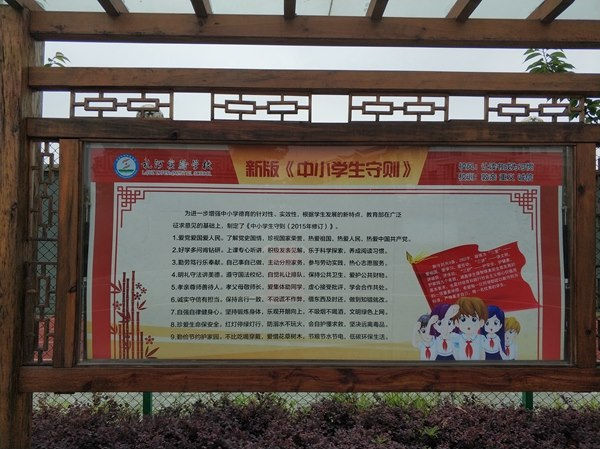 礼河实验学校
新版《中小学生守则》
校风：让读书成为习惯
校训：
为进一步增强中小学德育的针对性、实效性，根据学生发展的新特点，教育部在广泛
征求意见的基础上，制定了《中小学生守则（2015年修订）》。
1.爱党爱国爱人民。了解党史国情，珍视国家荣誉，热爱祖国，热爱人民，热爱中国共产党。
2.好学多问肯钻研。上课专心听讲，积极发表见解，乐于科学探索，养成阅读习惯。
3.勤劳笃行乐奉献。自己事自己做，主动分担家务，参与劳动实践，热心志愿服务。
4.明礼守法讲美德。遵守国法校纪，自觉礼让排队，保持公共卫生，爱护公共财物。
5.孝亲尊师善待人。孝父母敬师长，爱集体助同学，虚心接受批评，学会合作共处。
6.诚实守信有担当。保持言行一致，不说谎不作弊，借东西及时还，做到知错就改。
7.自强自律健身心。坚持锻炼身体，乐观开朗向上，不吸烟不喝酒，文明绿色上网。
8.珍爱生命保安全。红灯停绿灯行，防溺水不玩火，会自护懂求救，坚决远离毒品。
9.勤俭节约护家园。不比吃喝穿戴，爱惜花草树木，节粮节水节电，低碳环保生活。